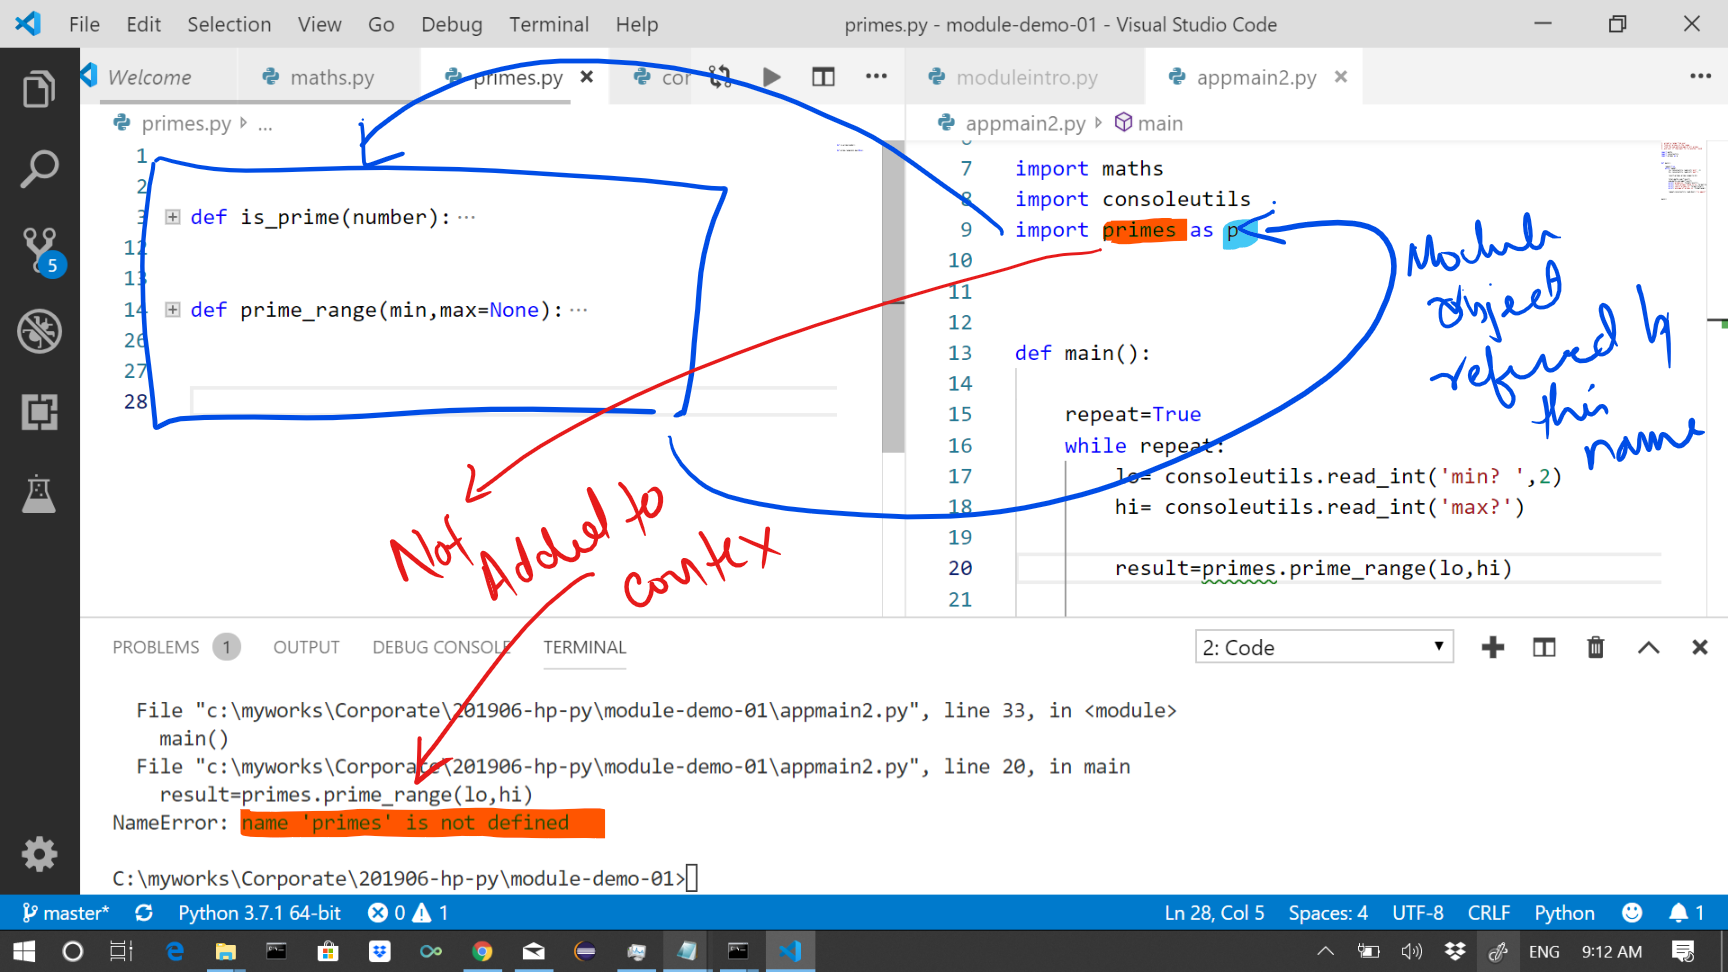 File Edit Selection View Go Debug Terminal Help
primes.py - module-demo-01 - Visual Studio Code
Welcome maths.py primes.py cor
moduleintro.py appmain2.py
primes.py ...
appmain2.py main
1
2
3 def is_prime(number): ...
12
13
14 def prime_range(min,max=None): ...
26
27
28
6
7 import maths
8 import consoleutils
9 import primes as p
10
11
12
13 def main():
14
15 repeat=True
16 while repeat:
17 lo= consoleutils.read_int('min? ',2)
18 hi= consoleutils.read_int('max?')
19
20 result=primes.prime_range(lo,hi)
21
Module
object
referred by
this
name
Not Added to
contex
PROBLEMS 1 OUTPUT DEBUG CONSOLE TERMINAL
2: Code
File "c:\myworks\Corporate\201906-hp-py\module-demo-01\appmain2.py", line 33, in <module>
main()
File "c:\myworks\Corporate\201906-hp-py\module-demo-01\appmain2.py", line 20, in main
result=primes.prime_range(lo,hi)
NameError: name 'primes' is not defined
C:\myworks\Corporate\201906-hp-py\module-demo-01>
5
master* Python 3.7.1 64-bit 0 1
Ln 28, Col 5 Spaces: 4 UTF-8 CRLF Python 1
ENG 9:12 AM